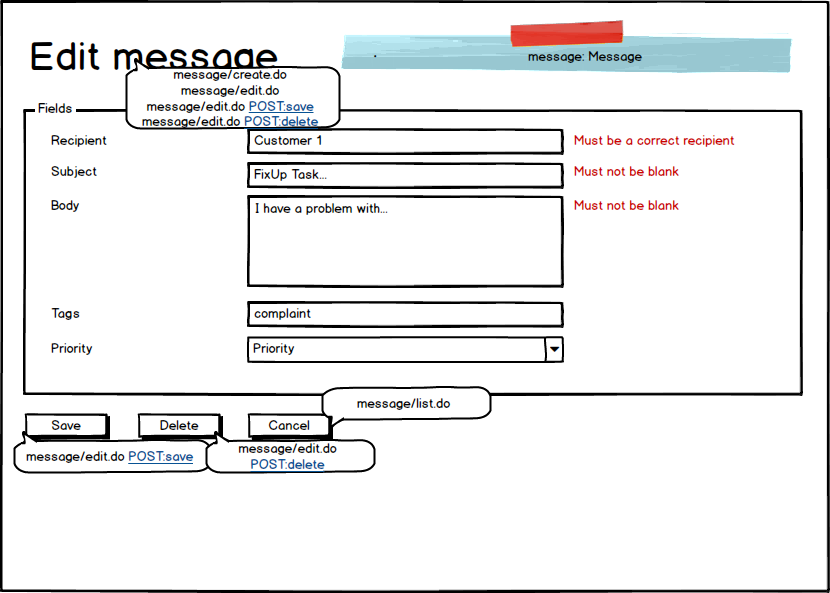 Edit message
message: Message
message/create.do
message/edit.do
message/edit.do POST:save
message/edit.do POST:delete
Fields
Recipient
Customer 1
Must be a correct recipient
Subject
FixUp Task...
Must not be blank
Body
I have a problem with...
Must not be blank
Tags
complaint
Priority
Priority
message/list.do
Save
Delete
Cancel
message/edit.do POST:save
message/edit.do
POST:delete